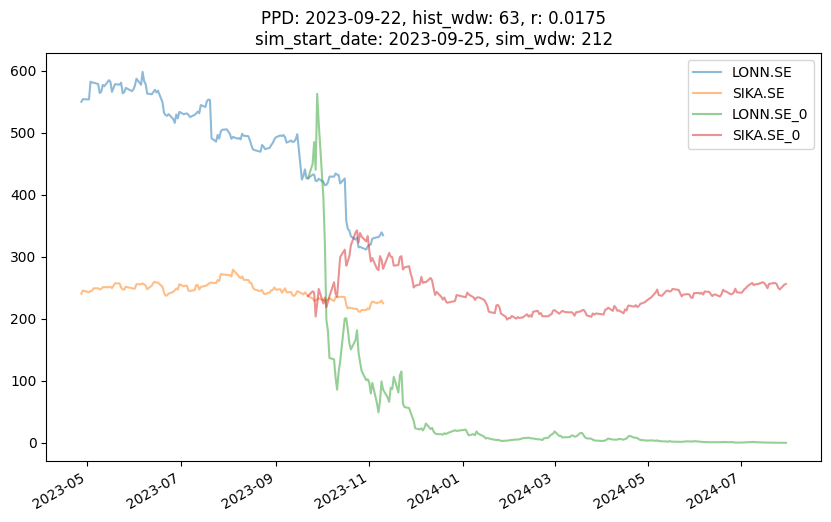 PPD: 2023-09-22, hist_wdw: 63, r: 0.0175
sim_start_date: 2023-09-25, sim_wdw: 212
LONN.SE
SIKA.SE
LONN.SE_0
SIKA.SE_0
600
500
400
300
200
100
0
2023-05
2023-07
2023-09
2023-11
2024-01
2024-03
2024-05
2024-07